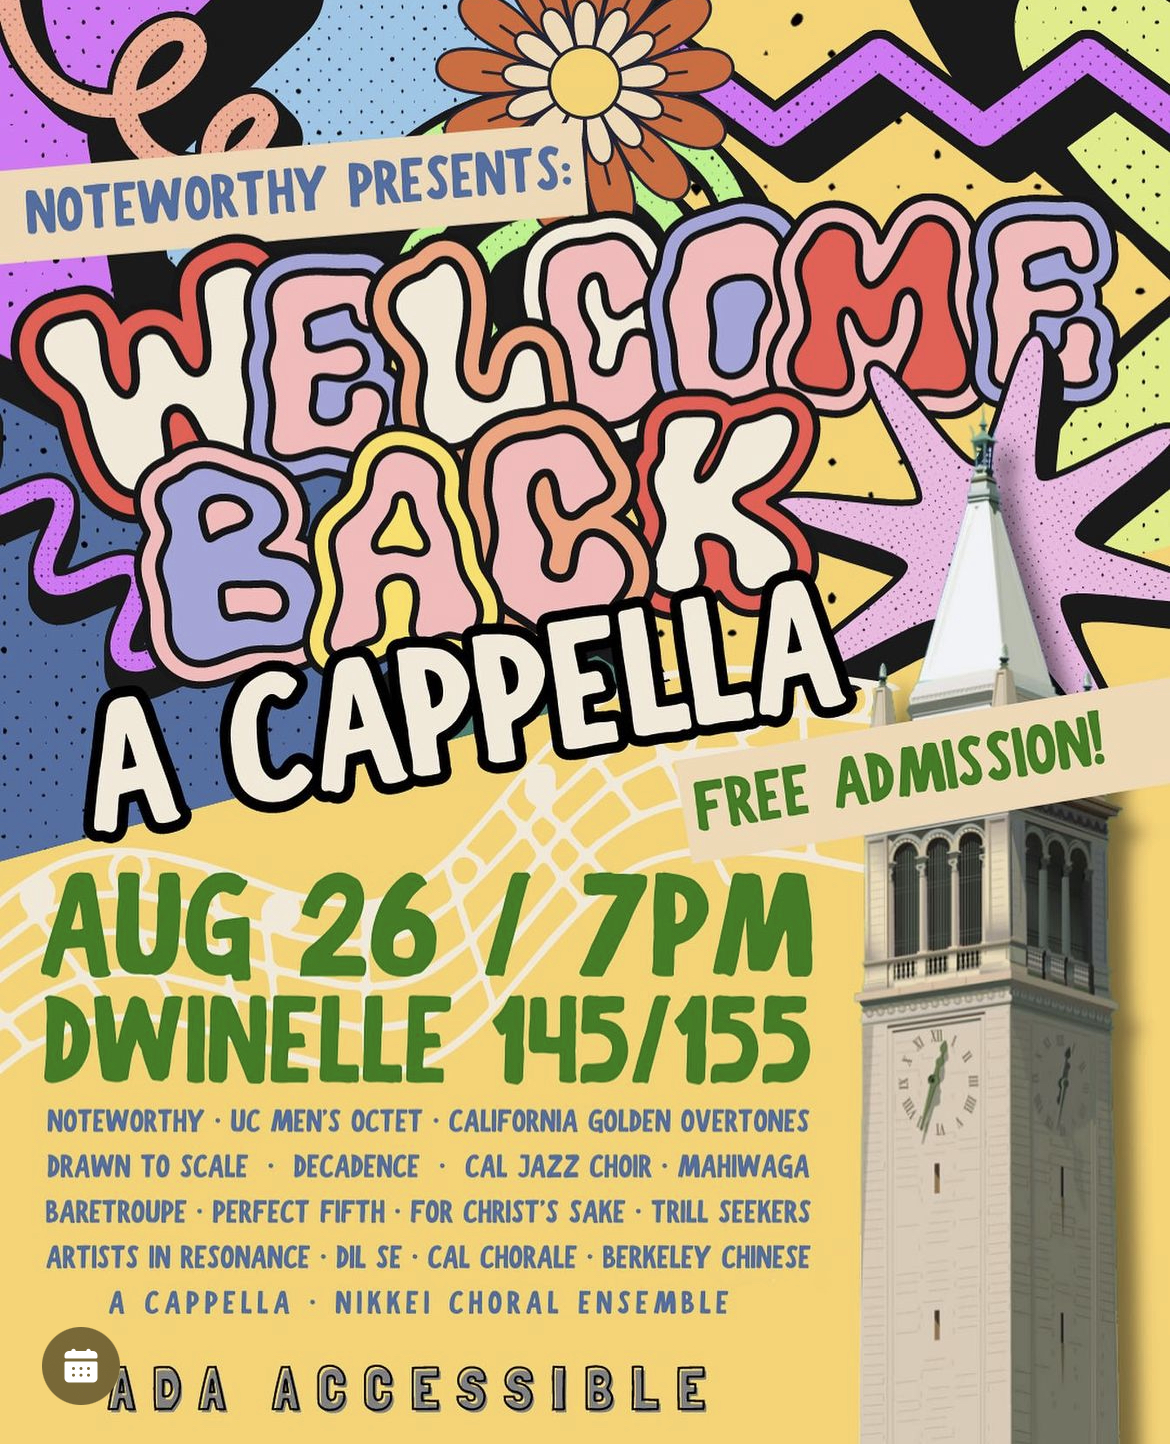 NOTEWORTHY PRESENTS:
WELCOME
BACK
A CAPPELLA
FREE ADMISSION!
AUG 26 / 7PM
DWINELLE 145/155
NOTEWORTHY · UC MEN'S OCTET · CALIFORNIA GOLDEN OVERTONES
DRAWN TO SCALE · DECADENCE · CAL JAZZ CHOIR · MAHIWAGA
BARETROUPE · PERFECT FIFTH · FOR CHRIST'S SAKE · TRILL SEEKERS
ARTISTS IN RESONANCE · DIL SE · CAL CHORALE · BERKELEY CHINESE
A CAPPELLA · NIKKEI CHORAL ENSEMBLE
ADA ACCESSIBLE